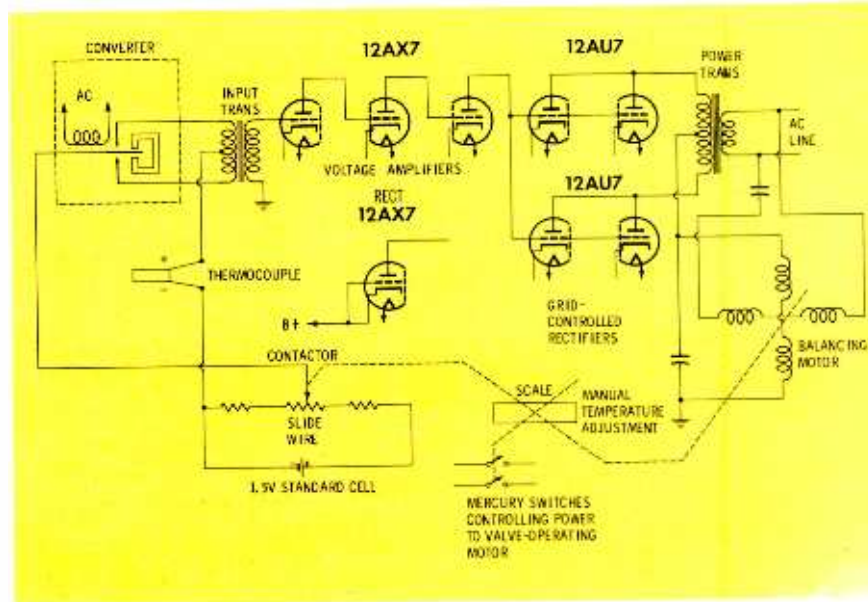 CONVERTER
AC
INPUT
TRANS
12AX7
VOLTAGE AMPLIFIERS
RECT
12AX7
12AU7
POWER
TRANS
AC
LINE
12AU7
GRID-
CONTROLLED
RECTIFIERS
BALANCING
MOTOR
+
THERMOCOUPLE
-
B+
CONTACTOR
SLIDE
WIRE
1.5V STANDARD CELL
SCALE
MANUAL
TEMPERATURE
ADJUSTMENT
MERCURY SWITCHES
CONTROLLING POWER
TO VALVE-OPERATING
MOTOR